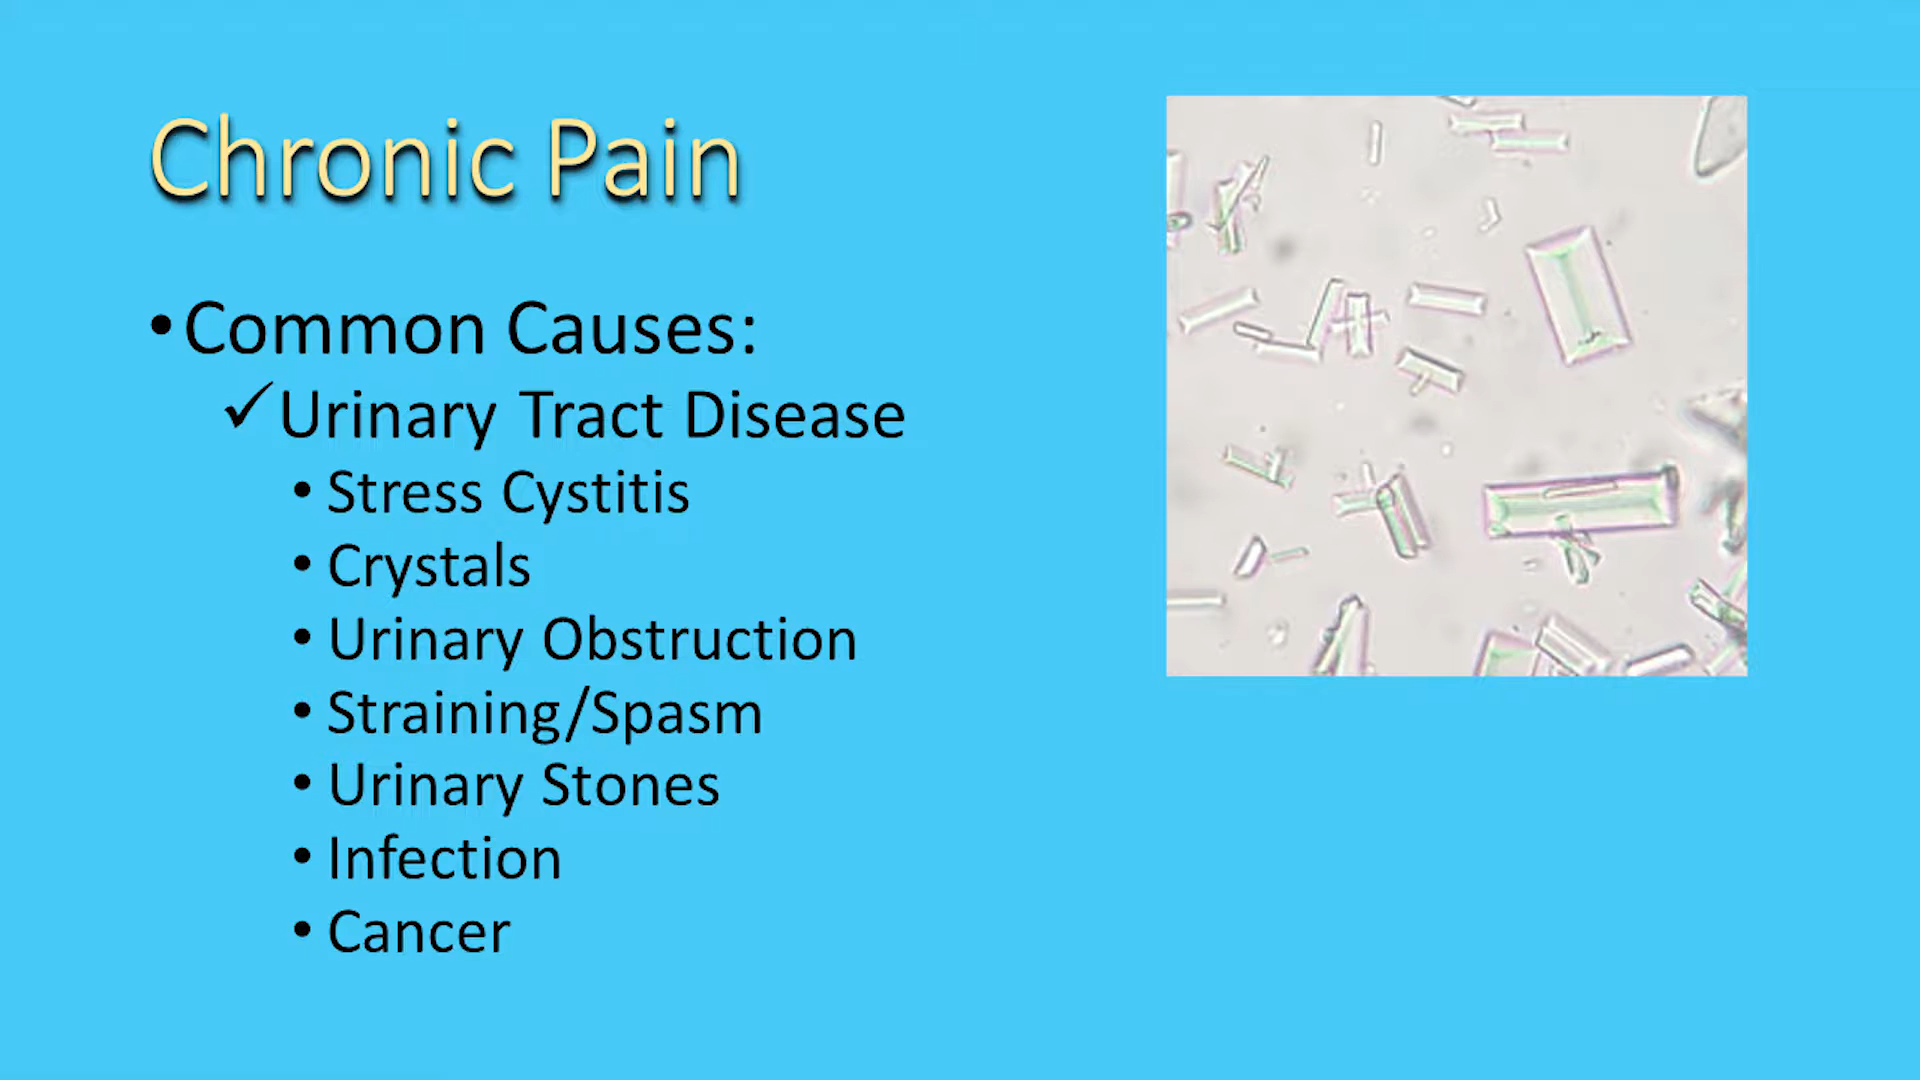 Chronic Pain
•Common Causes:
✓Urinary Tract Disease
• Stress Cystitis
• Crystals
• Urinary Obstruction
• Straining/Spasm
• Urinary Stones
• Infection
• Cancer